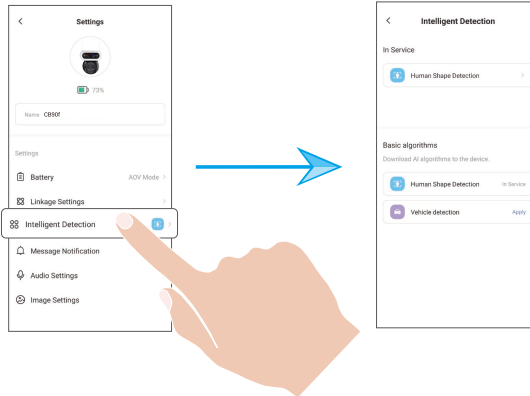 Settings
73%
Name CB90f
Settings
Battery AOV Mode
Linkage Settings
Intelligent Detection
Message Notification
Audio Settings
Image Settings
Intelligent Detection
In Service
Human Shape Detection
Basic algorithms
Download AI algorithms to the device.
Human Shape Detection In Service
Vehicle detection Apply